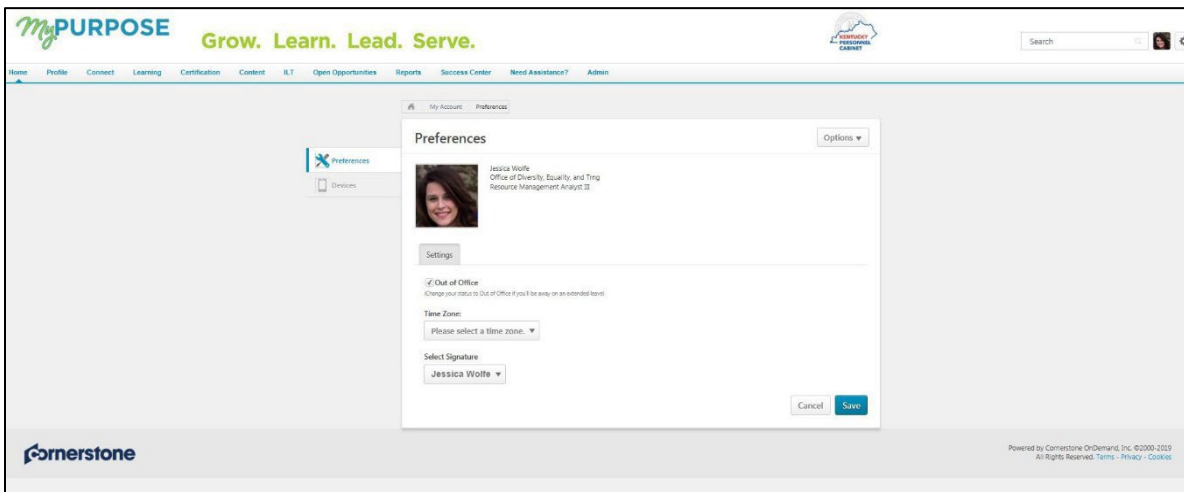 MyPURPOSE
Grow. Learn. Lead. Serve.
KENTUCKY
PERSONNEL
CABINET
Search
Home Profile Connect Learning Certification Content ILT Open Opportunities Reports Success Center Need Assistance? Admin
My Account Preferences
Preferences
Options
Preferences
Devices
Jessica Wolfe
Office of Diversity, Equality, and Trng
Resource Management Analyst III
Settings
Out of Office
(Change your status to Out of Office if you'll be away on an extended leave)
Time Zone:
Please select a time zone.
Select Signature
Jessica Wolfe
Cancel Save
cornerstone
Powered by Cornerstone OnDemand, Inc. ©2000-2019
All Rights Reserved. Terms - Privacy - Cookies